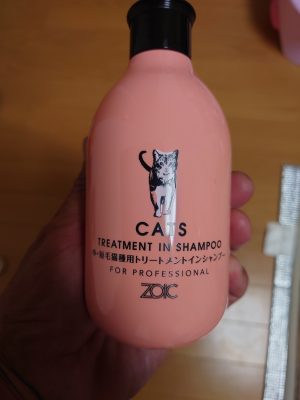 CATS
TREATMENT IN SHAMPOO
中・短毛猫種用トリートメントインシャンプー
FOR PROFESSIONAL
ZOIC